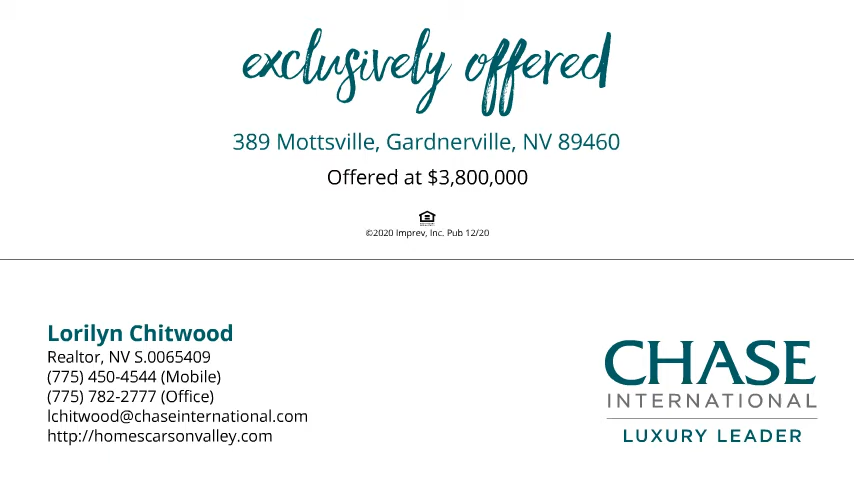 exclusively offered
389 Mottsville, Gardnerville, NV 89460
Offered at $3,800,000
©2020 Imprev, Inc. Pub 12/20
Lorilyn Chitwood
Realtor, NV S.0065409
(775) 450-4544 (Mobile)
(775) 782-2777 (Office)
lchitwood@chaseinternational.com
http://homescarsonvalley.com
CHASE
INTERNATIONAL
LUXURY LEADER